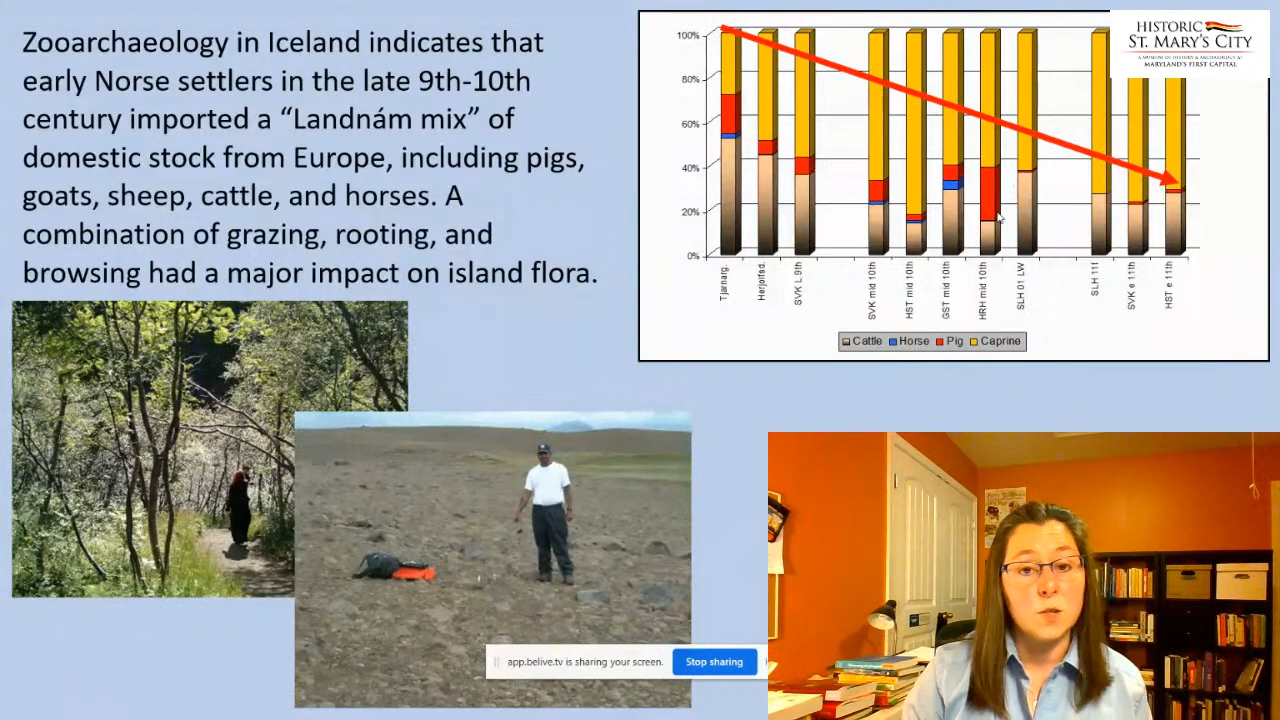 Zooarchaeology in Iceland indicates that
early Norse settlers in the late 9th-10th
century imported a “Landnám mix” of
domestic stock from Europe, including pigs,
goats, sheep, cattle, and horses. A
combination of grazing, rooting, and
browsing had a major impact on island flora.
HISTORIC
ST. MARY'S CITY
A MUSEUM OF HISTORY & ARCHAEOLOGY AT
MARYLAND'S FIRST CAPITAL
100%
80%
60%
40%
20%
0%
Tjarnarg.
Herjolfsd.
SVK L 9th
SVK mid 10th
HST mid 10th
GST mid 10th
HRH mid 10th
SLH 01 LW
SLH 11t
SVK e 11th
HST e 11th
Cattle Horse Pig Caprine
app.belive.tv is sharing your screen. Stop sharing